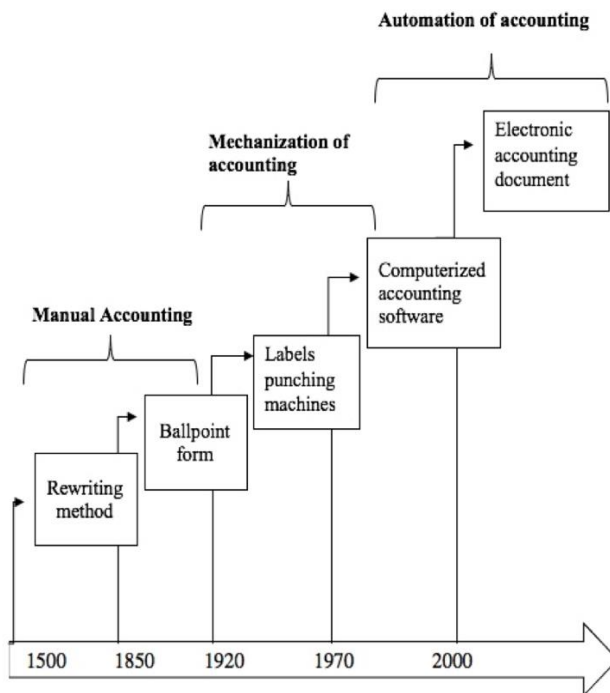 Automation of accounting
Electronic
accounting
document
Mechanization of
accounting
Computerized
accounting
software
Manual Accounting
Labels
punching
machines
Ballpoint
form
Rewriting
method
1500 1850 1920 1970 2000